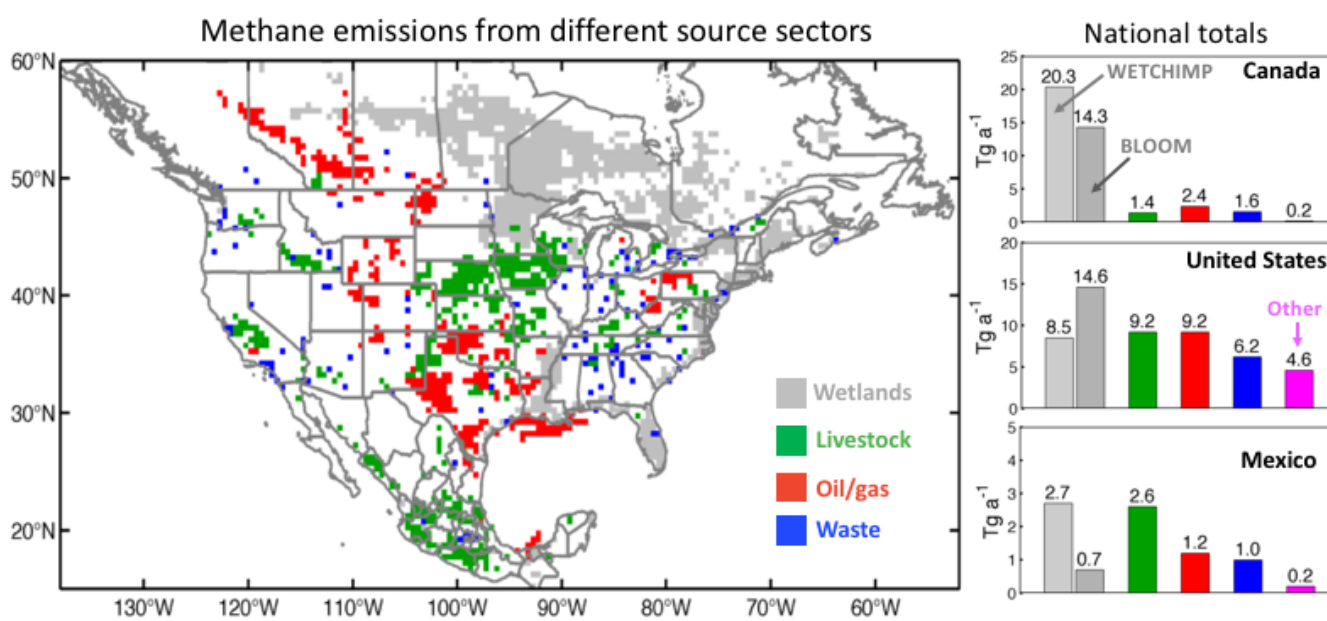 Methane emissions from different source sectors
60°N
50°N
40°N
30°N
20°N
130°W 120°W 110°W 100°W 90°W 80°W 70°W 60°W
Wetlands
Livestock
Oil/gas
Waste
National totals
Canada
Tg a-1
25
20
15
10
5
0
20.3
14.3
1.4
2.4
1.6
0.2
WETCHIMP
BLOOM
United States
Tg a-1
20
15
10
5
0
8.5
14.6
9.2
9.2
6.2
4.6
Other
Mexico
Tg a-1
5
4
3
2
1
0
2.7
0.7
2.6
1.2
1.0
0.2